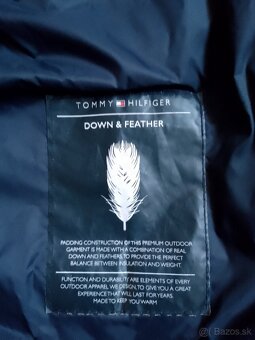 TOMMY HILFIGER
DOWN & FEATHER
PADDING CONSTRUCTION OF THIS PREMIUM OUTDOOR
GARMENT IS MADE WITH A COMBINATION OF REAL
DOWN AND FEATHERS TO PROVIDE THE PERFECT
BALANCE BETWEEN INSULATION AND WEIGHT.
FUNCTION AND DURABILITY ARE ELEMENTS OF EVERY
OUTDOOR APPAREL WE DESIGN, TO GIVE YOU A GREAT
EXPERIENCE THAT WILL LAST FOR YEARS.
MADE TO KEEP YOU WARM
Bazos.sk